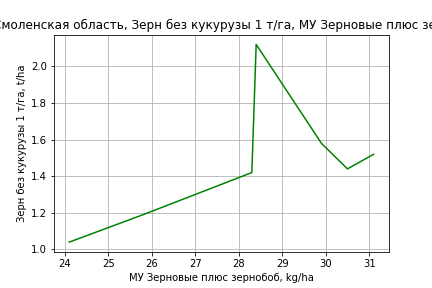 Смоленская область, Зерн без кукурузы 1 т/га, МУ Зерновые плюс зе
Зерн без кукурузы 1 т/га, t/ha
2.0
1.8
1.6
1.4
1.2
1.0
24 25 26 27 28 29 30 31
МУ Зерновые плюс зернобоб, kg/ha